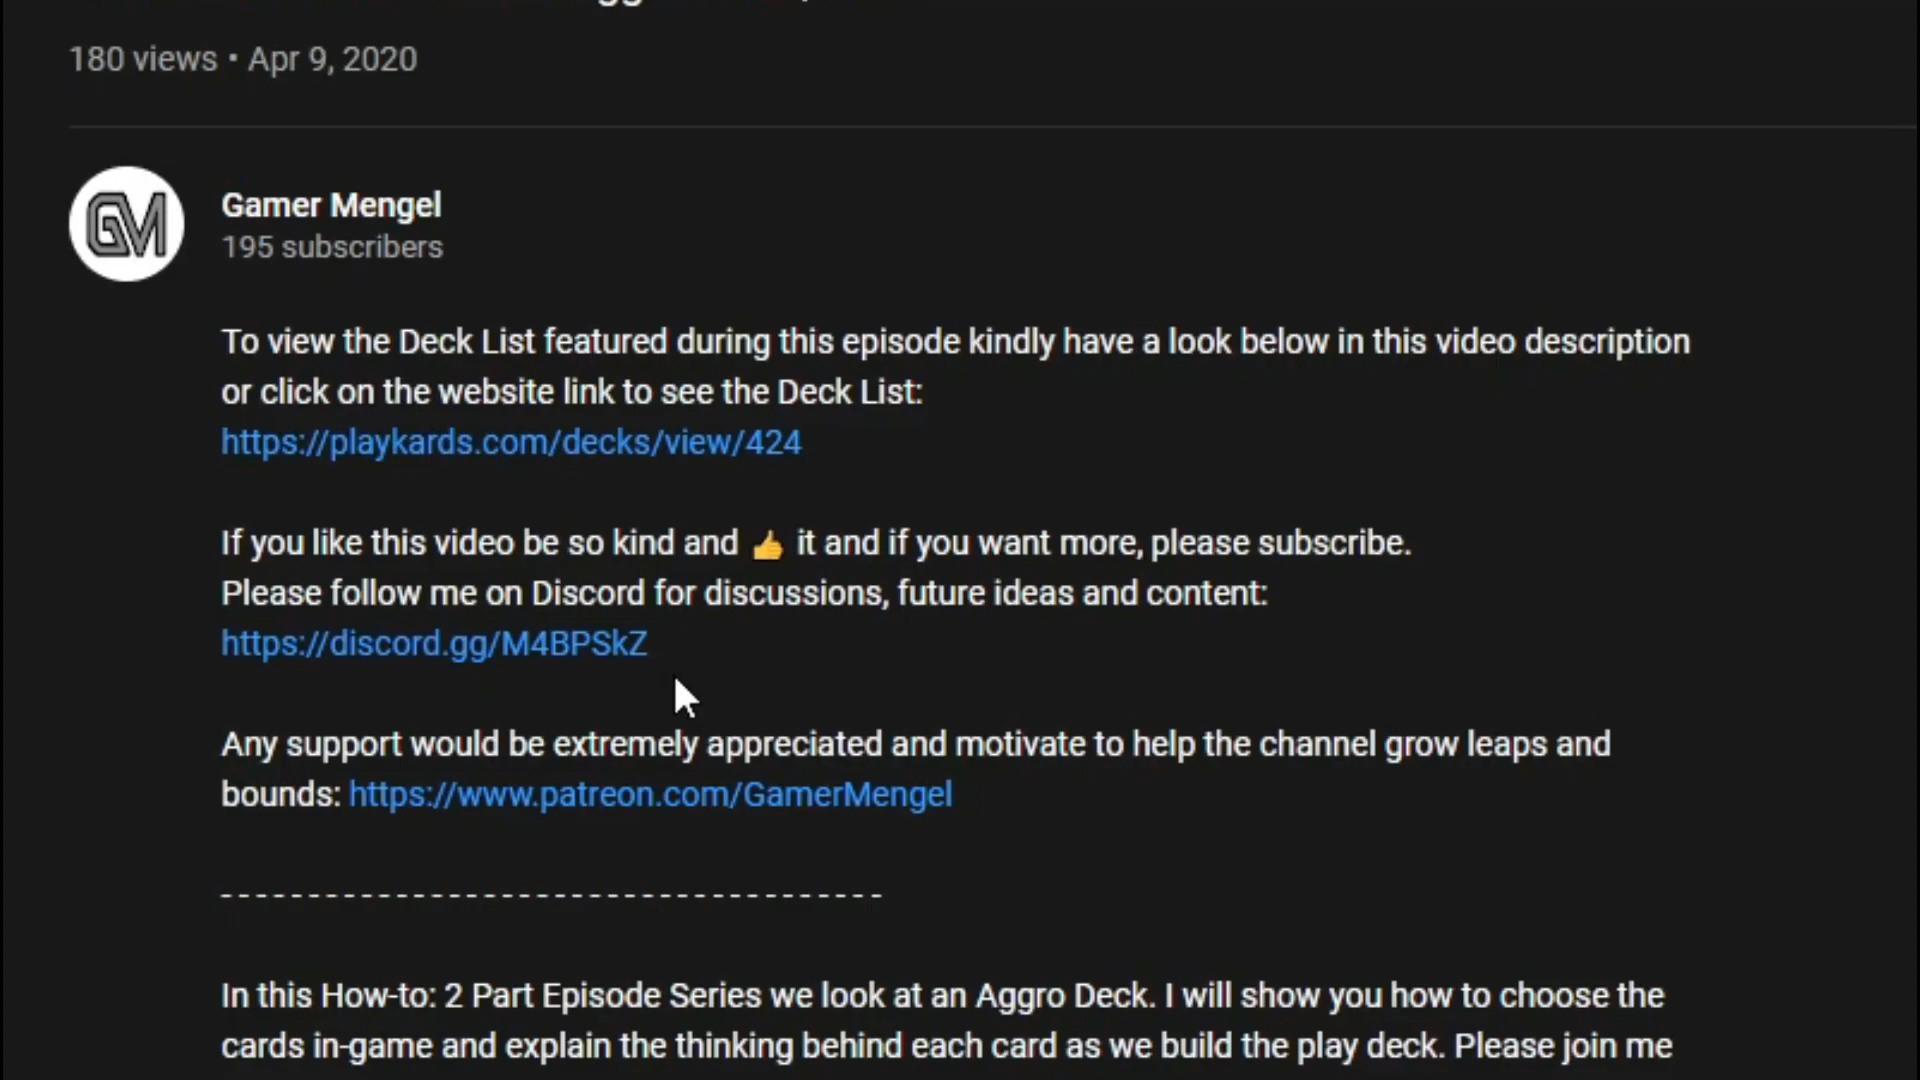 180 views • Apr 9, 2020
GM
Gamer Mengel
195 subscribers
To view the Deck List featured during this episode kindly have a look below in this video description
or click on the website link to see the Deck List:
https://playkards.com/decks/view/424
If you like this video be so kind and 👍 it and if you want more, please subscribe.
Please follow me on Discord for discussions, future ideas and content:
https://discord.gg/M4BPSkZ
Any support would be extremely appreciated and motivate to help the channel grow leaps and
bounds: https://www.patreon.com/GamerMengel
- - - - - - - - - - - - - - - - - - - - - - - - - - - - - - - - - - - - - -
In this How-to: 2 Part Episode Series we look at an Aggro Deck. I will show you how to choose the
cards in-game and explain the thinking behind each card as we build the play deck. Please join me